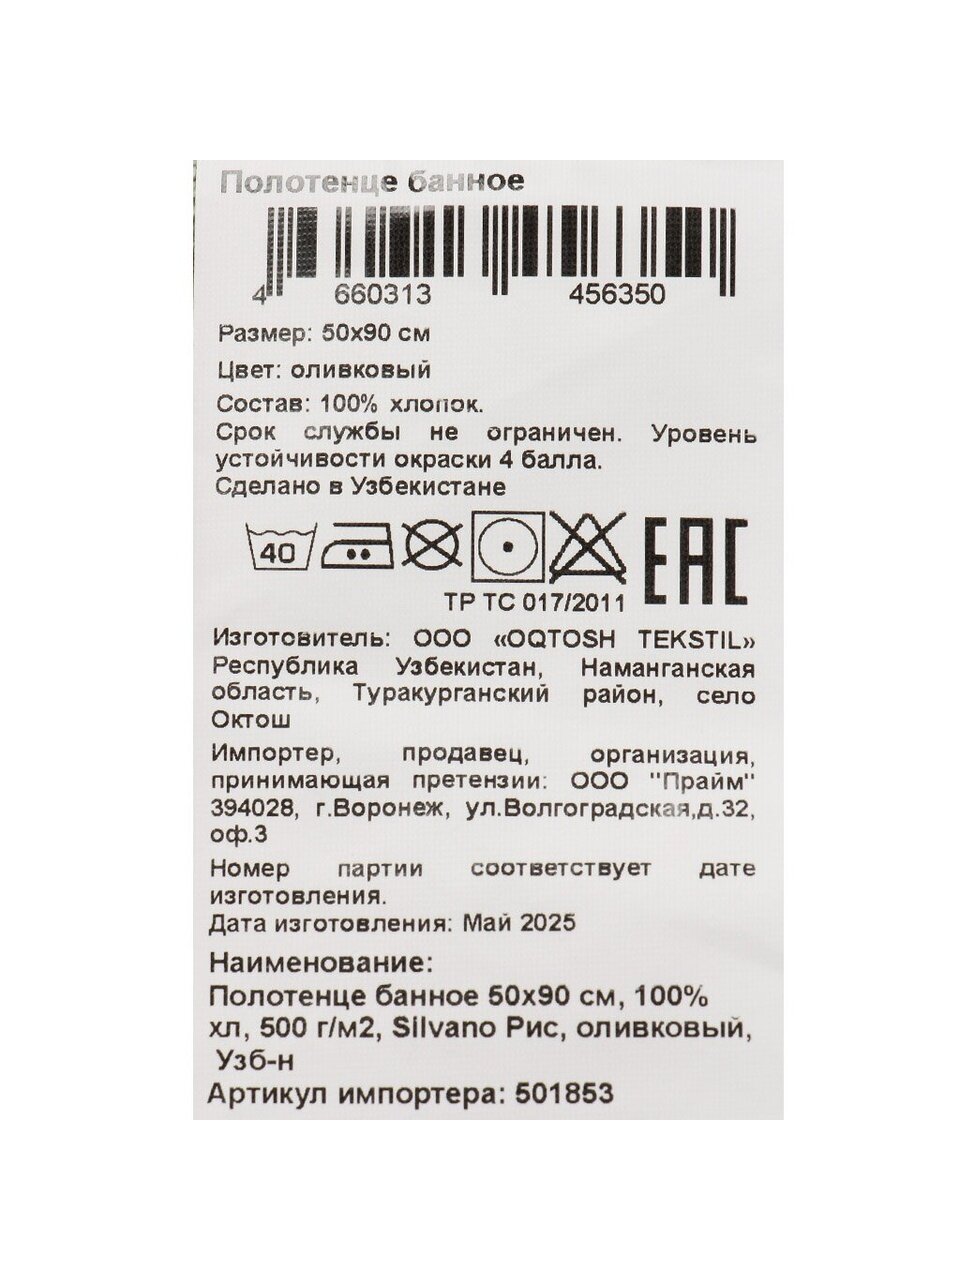 Полотенце банное
4 660313 456350
Размер: 50х90 см
Цвет: оливковый
Состав: 100% хлопок.
Срок службы не ограничен. Уровень
устойчивости окраски 4 балла.
Сделано в Узбекистане
40
EAC
ТР ТС 017/2011
Изготовитель: ООО «OQTOSH TEKSTIL»
Республика Узбекистан, Наманганская
область, Туракурганский район, село
Октош
Импортер, продавец, организация,
принимающая претензии: ООО "Прайм"
394028, г.Воронеж, ул.Волгоградская,д.32,
оф.3
Номер партии соответствует дате
изготовления.
Дата изготовления: Май 2025
Наименование:
Полотенце банное 50х90 см, 100%
хл, 500 г/м2, Silvano Рис, оливковый,
Узб-н
Артикул импортера: 501853